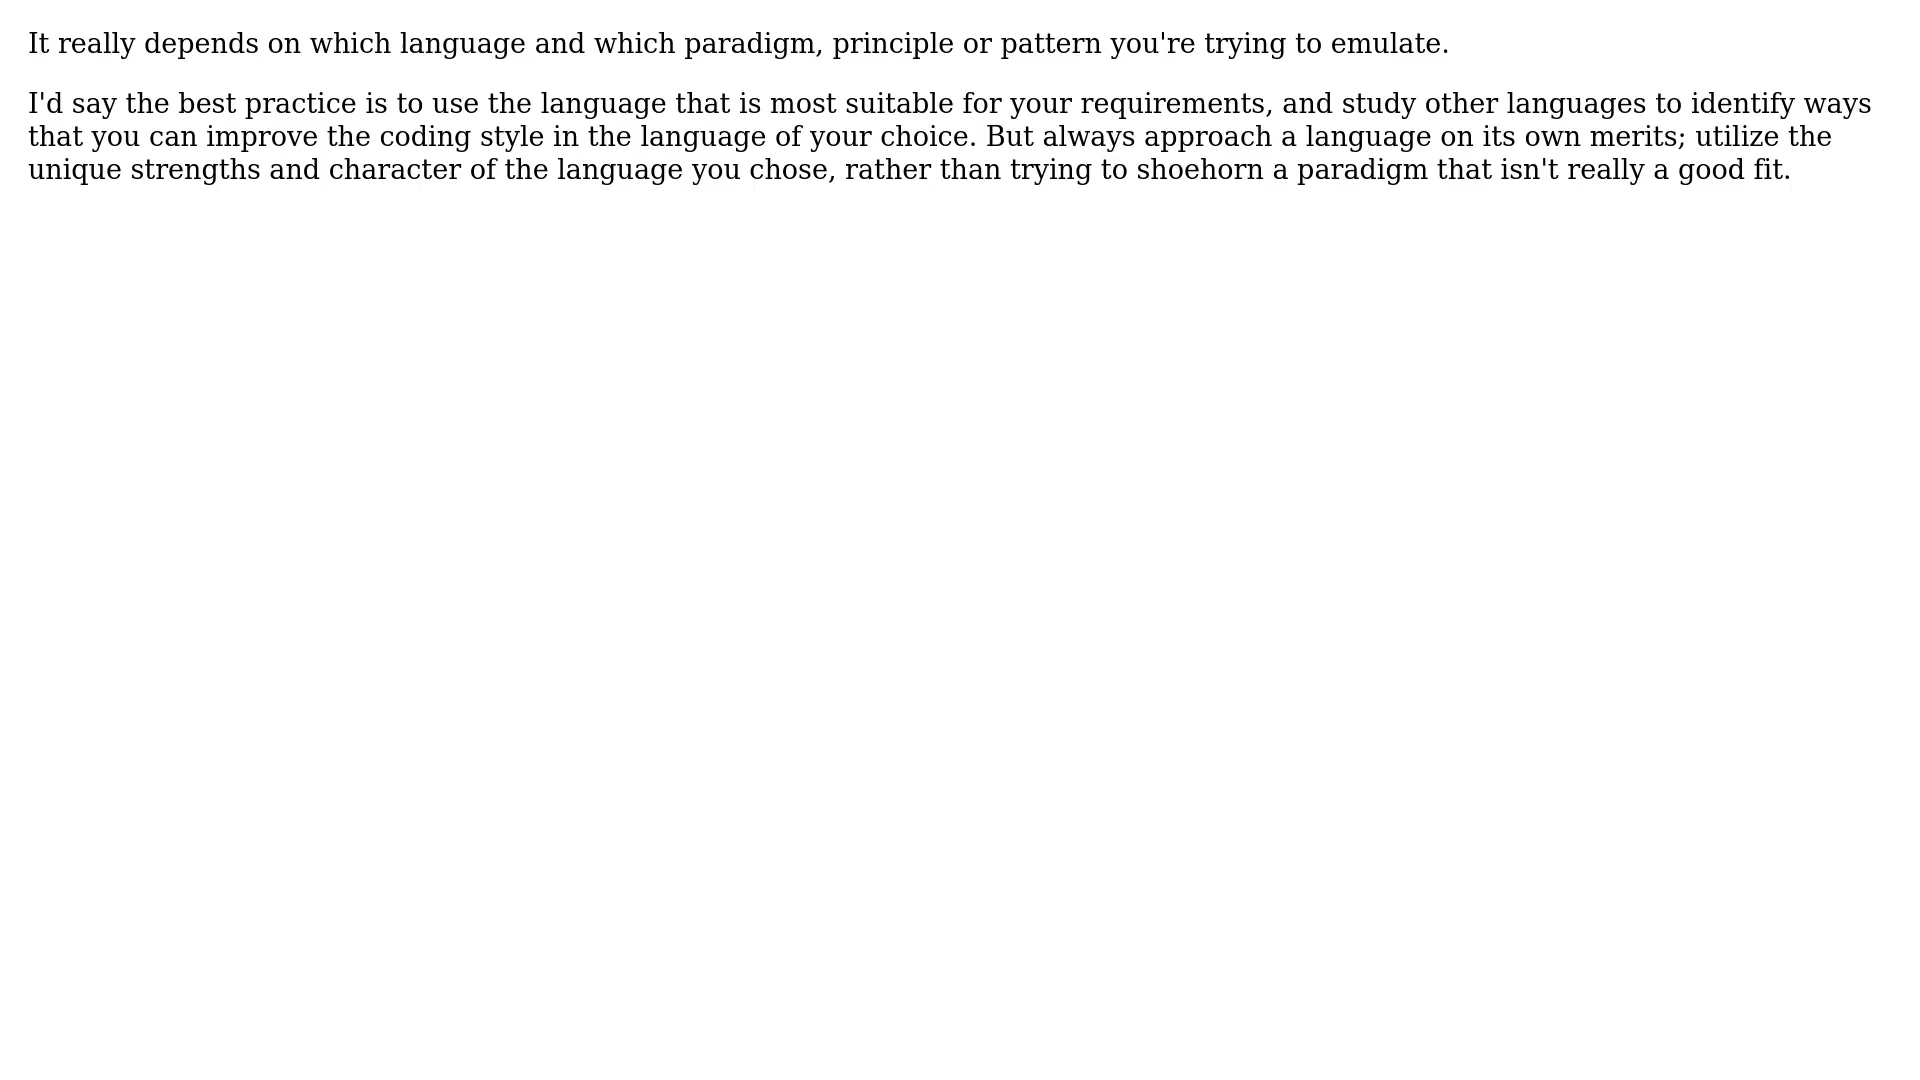 It really depends on which language and which paradigm, principle or pattern you're trying to emulate.
I'd say the best practice is to use the language that is most suitable for your requirements, and study other languages to identify ways
that you can improve the coding style in the language of your choice. But always approach a language on its own merits; utilize the
unique strengths and character of the language you chose, rather than trying to shoehorn a paradigm that isn't really a good fit.